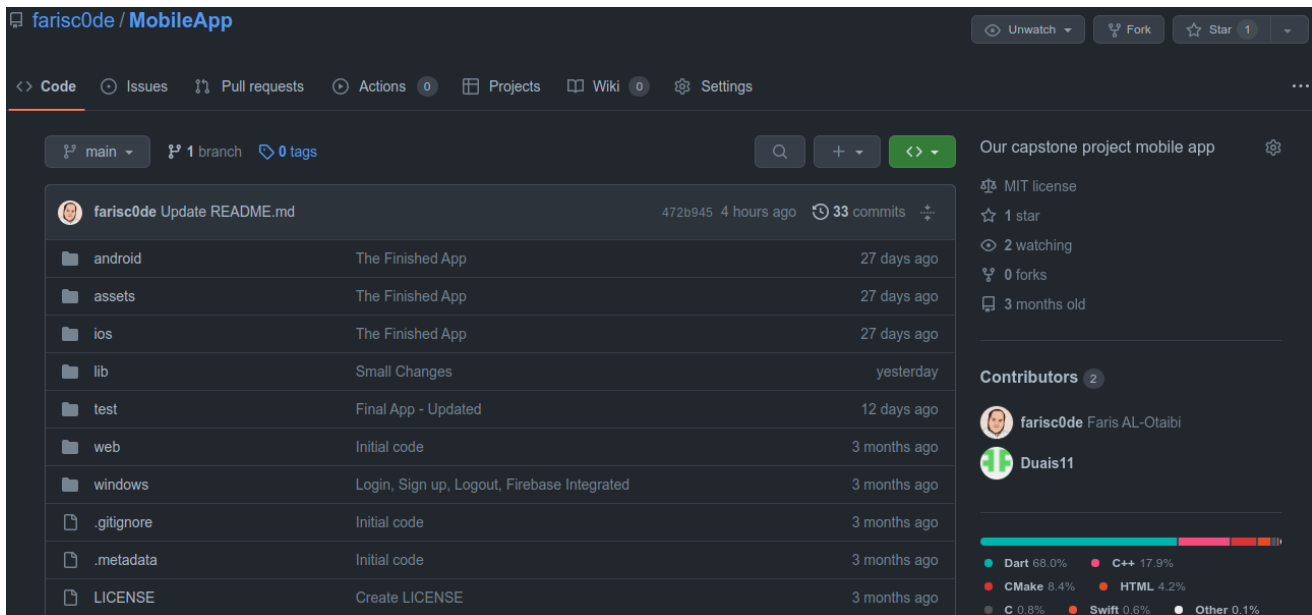 farisc0de / MobileApp
Unwatch Fork Star 1
<> Code Issues Pull requests Actions 0 Projects Wiki 0 Settings
main 1 branch 0 tags
farisc0de Update README.md 472b945 4 hours ago 33 commits
android The Finished App 27 days ago
assets The Finished App 27 days ago
ios The Finished App 27 days ago
lib Small Changes yesterday
test Final App - Updated 12 days ago
web Initial code 3 months ago
windows Login, Sign up, Logout, Firebase Integrated 3 months ago
.gitignore Initial code 3 months ago
.metadata Initial code 3 months ago
LICENSE Create LICENSE 3 months ago
Our capstone project mobile app
MIT license
1 star
2 watching
0 forks
3 months old
Contributors 2
farisc0de Faris AL-Otaibi
Duais11
Dart 68.0% C++ 17.9%
CMake 8.4% HTML 4.2%
C 0.8% Swift 0.6% Other 0.1%